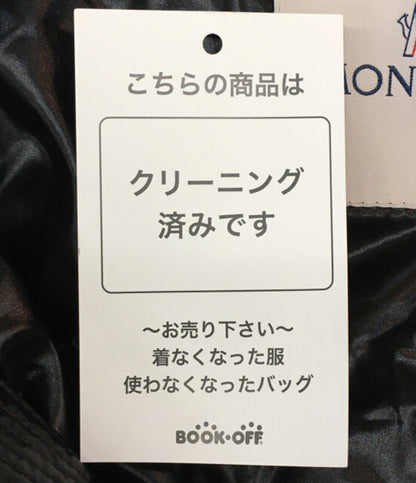 こちらの商品は
クリーニング
済みです
～お売り下さい～
着なくなった服
使わなくなったバッグ
BOOK・OFF